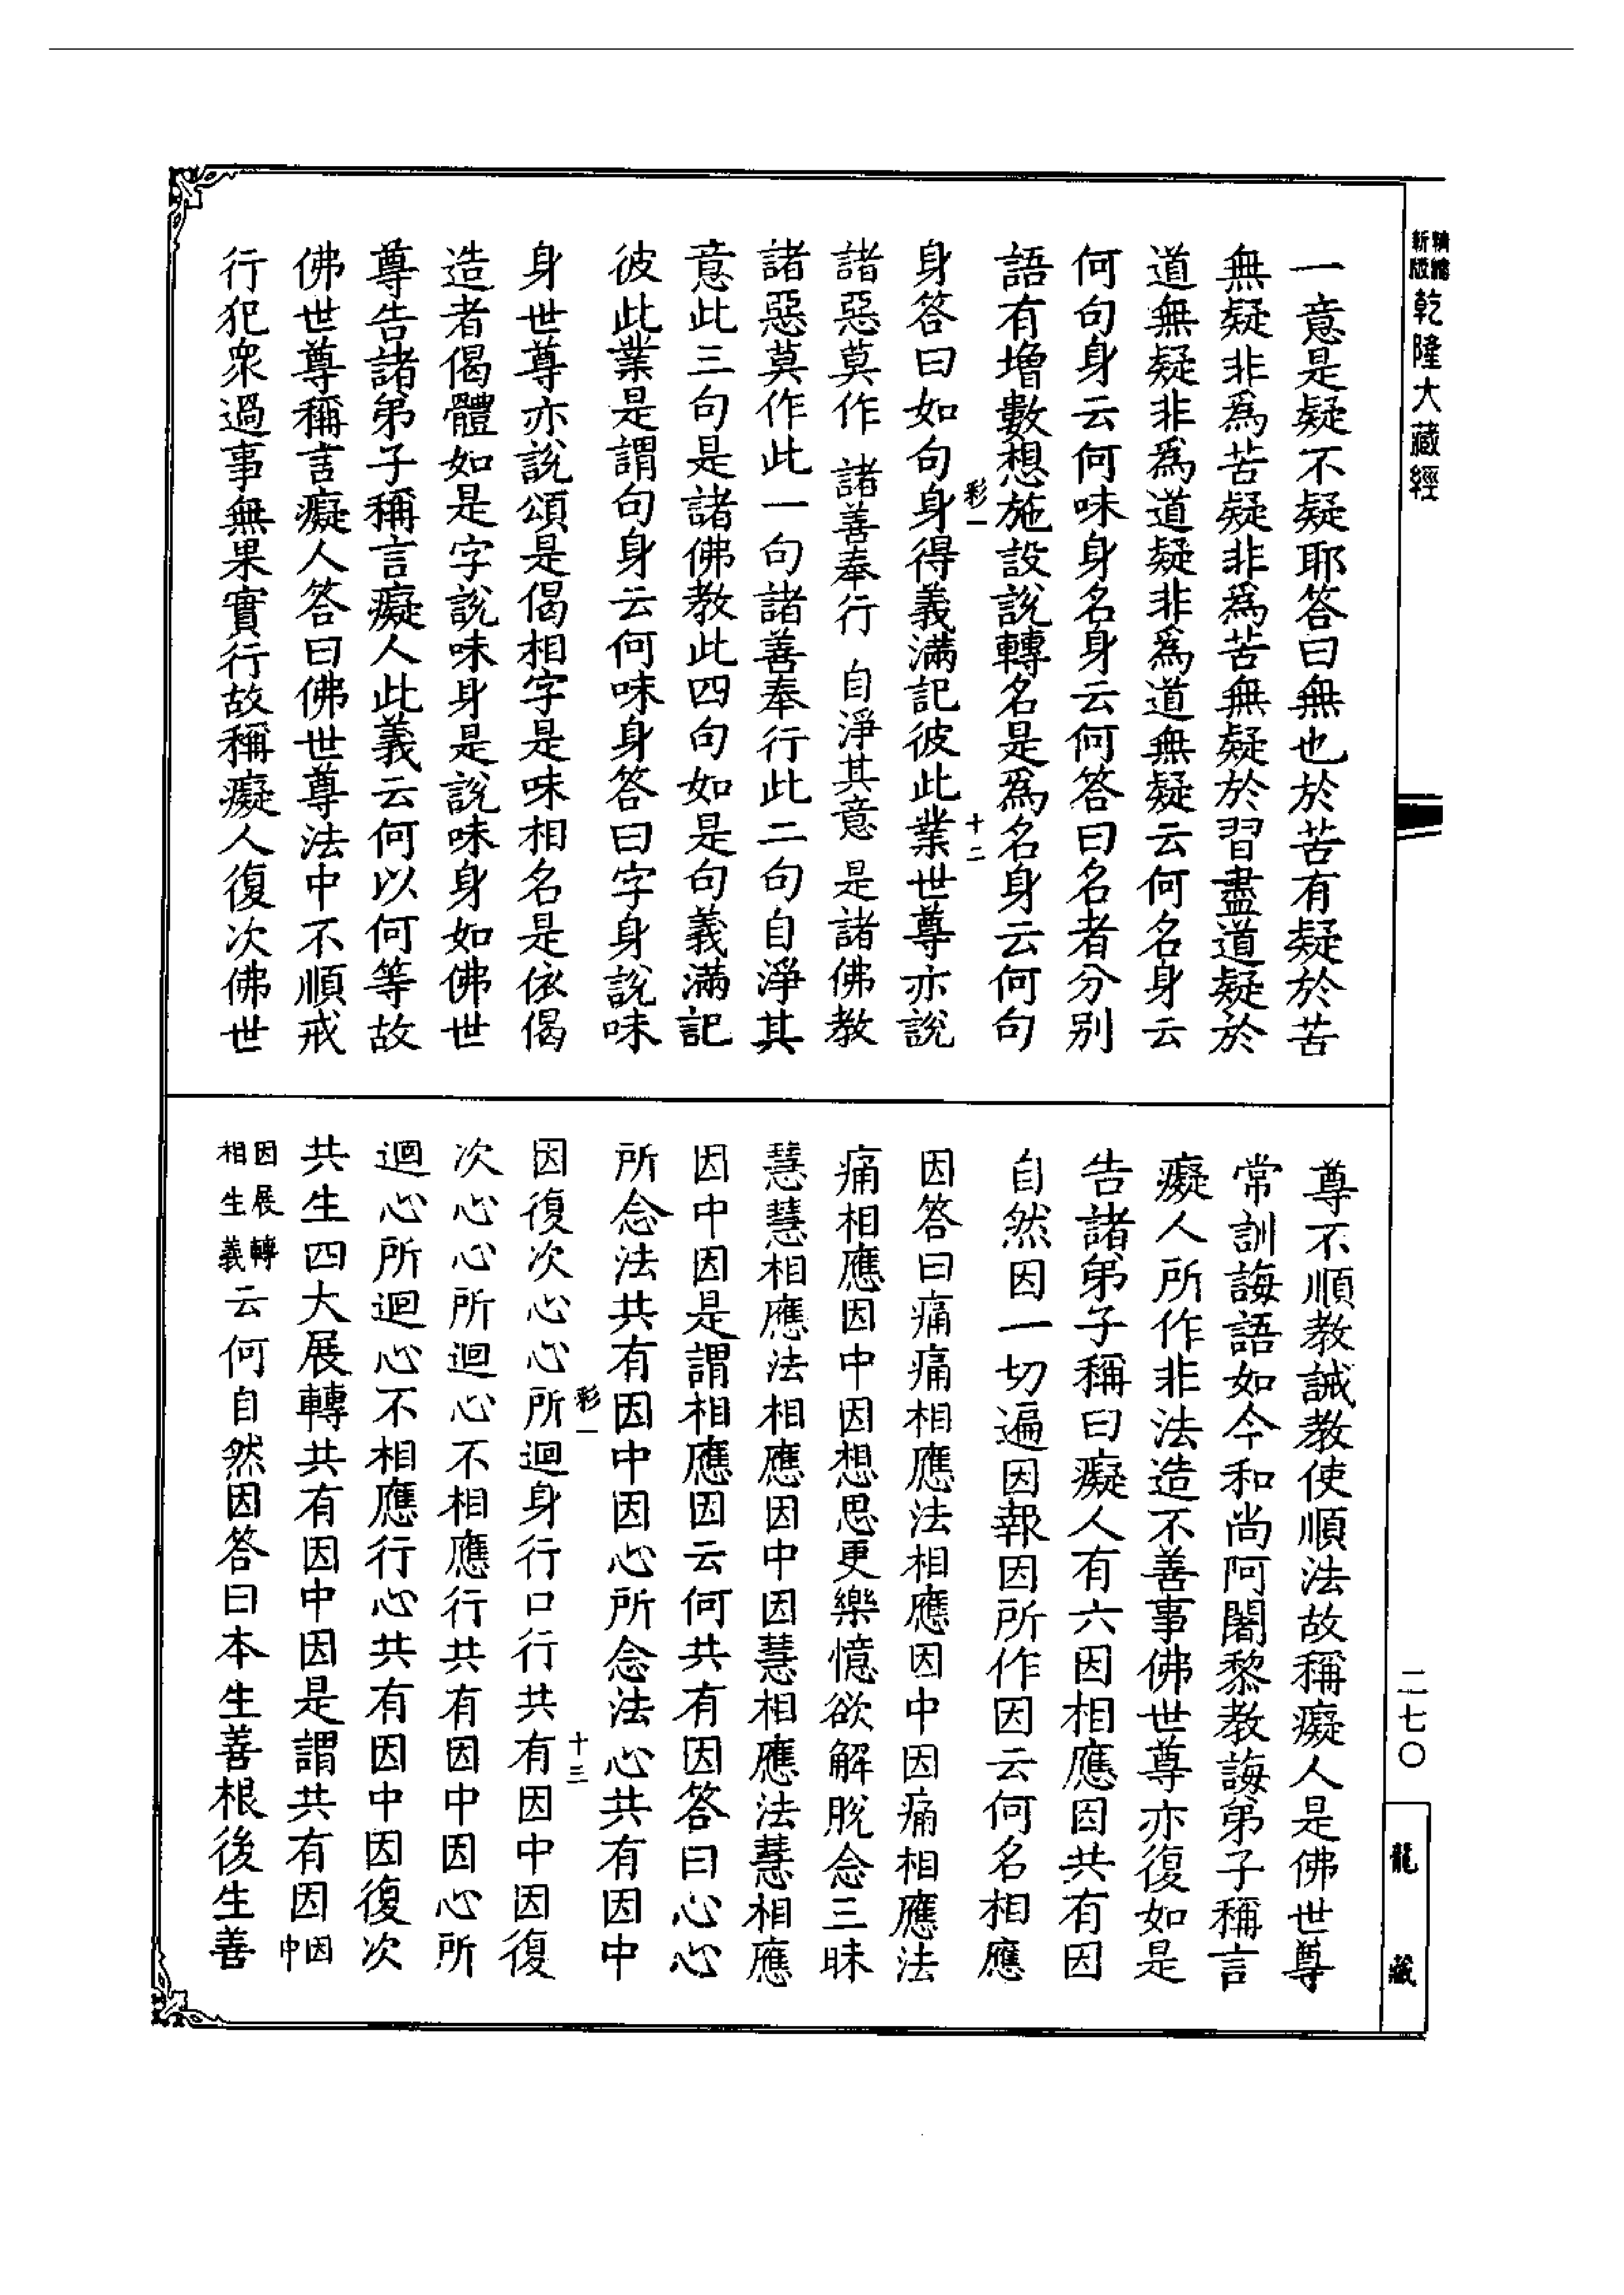 精縮
新版
乾隆大藏經
一意是疑不疑耶答曰無也於苦有疑於苦
無疑非為苦疑非為苦無疑於習盡道疑於
道無疑非為道疑非為道無疑云何名身云
何句身云何味身名身云何答曰名者分別
語有增數想施設說轉名是為名身云何句
身答曰如句身得義滿記彼此業世尊亦說
彩一
十二
諸惡莫作 諸善奉行 自淨其意 是諸佛教
諸惡莫作此一句諸善奉行此二句自淨其
意此三句是諸佛教此四句如是句義滿記
彼此業是謂句身云何味身答曰字身說味
身世尊亦說頌是偈相字是味相名是依偈
造者偈體如是字說味身是說味身如佛世
尊告諸弟子稱言癡人此義云何以何等故
佛世尊稱言癡人答曰佛世尊法中不順戒
行犯眾過事無果實行故稱癡人復次佛世
尊不順教誡教使順法故稱癡人是佛世尊
常訓誨語如今和尚阿闍黎教誨弟子稱言
癡人所作非法造不善事佛世尊亦復如是
告諸弟子稱曰癡人有六因相應因共有因
自然因一切遍因報因所作因云何名相應
因答曰痛痛相應法相應因中因痛相應法
痛相應因中因想思更樂憶欲解脫念三昧
慧慧相應法相應因中因慧相應法慧相應
因中因是謂相應因云何共有因答曰心心
所念法共有因中因心所念法心共有因中
因復次心心所迴身行口行共有因中因復
彩一
十三
次心心所迴心不相應行共有因中因心所
迴心所迴心不相應行心共有因中因復次
共生四大展轉共有因中因是謂共有因因中
因展轉
相生義云何自然因答曰本生善根後生善
二七〇
龍藏